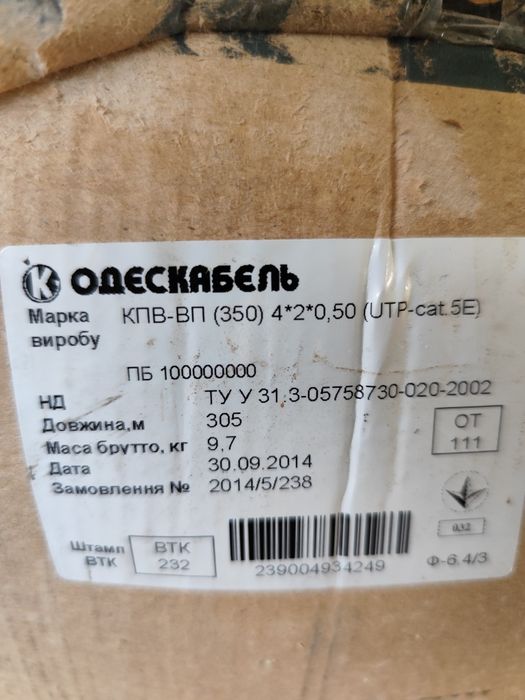 ОДЕСКАБЕЛЬ
Марка виробу КПВ-ВП (350) 4*2*0,50 (UTP-cat.5E)
ПБ 100000000
НД ТУ У 31.3-05758730-020-2002
Довжина,м 305
Маса брутто, кг 9,7
Дата 30.09.2014
Замовлення № 2014/5/238
ОТ
111
032
Штамп ВТК
ВТК
232
239004934249
Ф-6.4/3